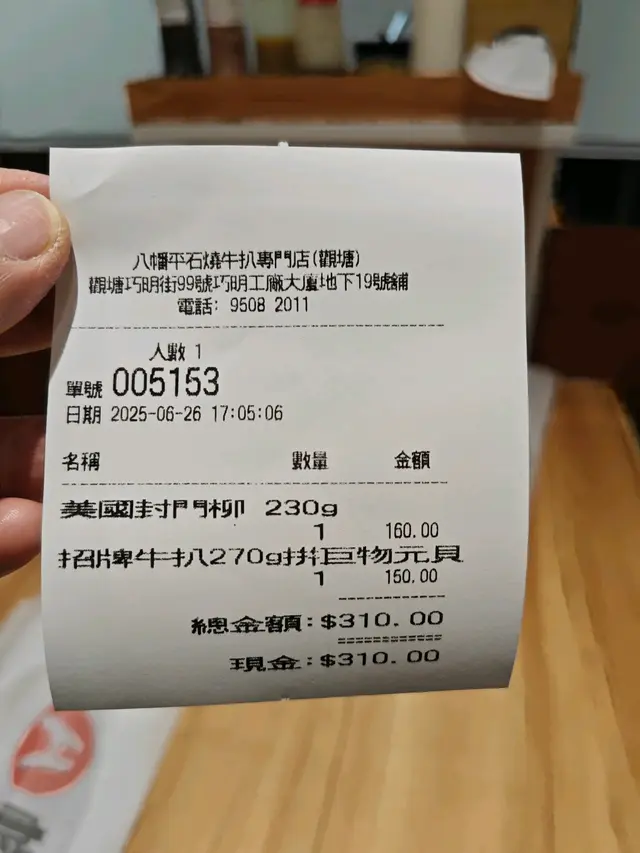 八幡平石燒牛扒專門店(觀塘)
觀塘巧明街99號巧明工廠大廈地下19號舖
電話: 9508 2011
人數 1
單號 005153
日期 2025-06-26 17:05:06
名稱 數量 金額
美國封門柳 230g
1 160.00
招牌牛扒270g拼巨物元貝
1 150.00
總金額:$310.00
現金:$310.00